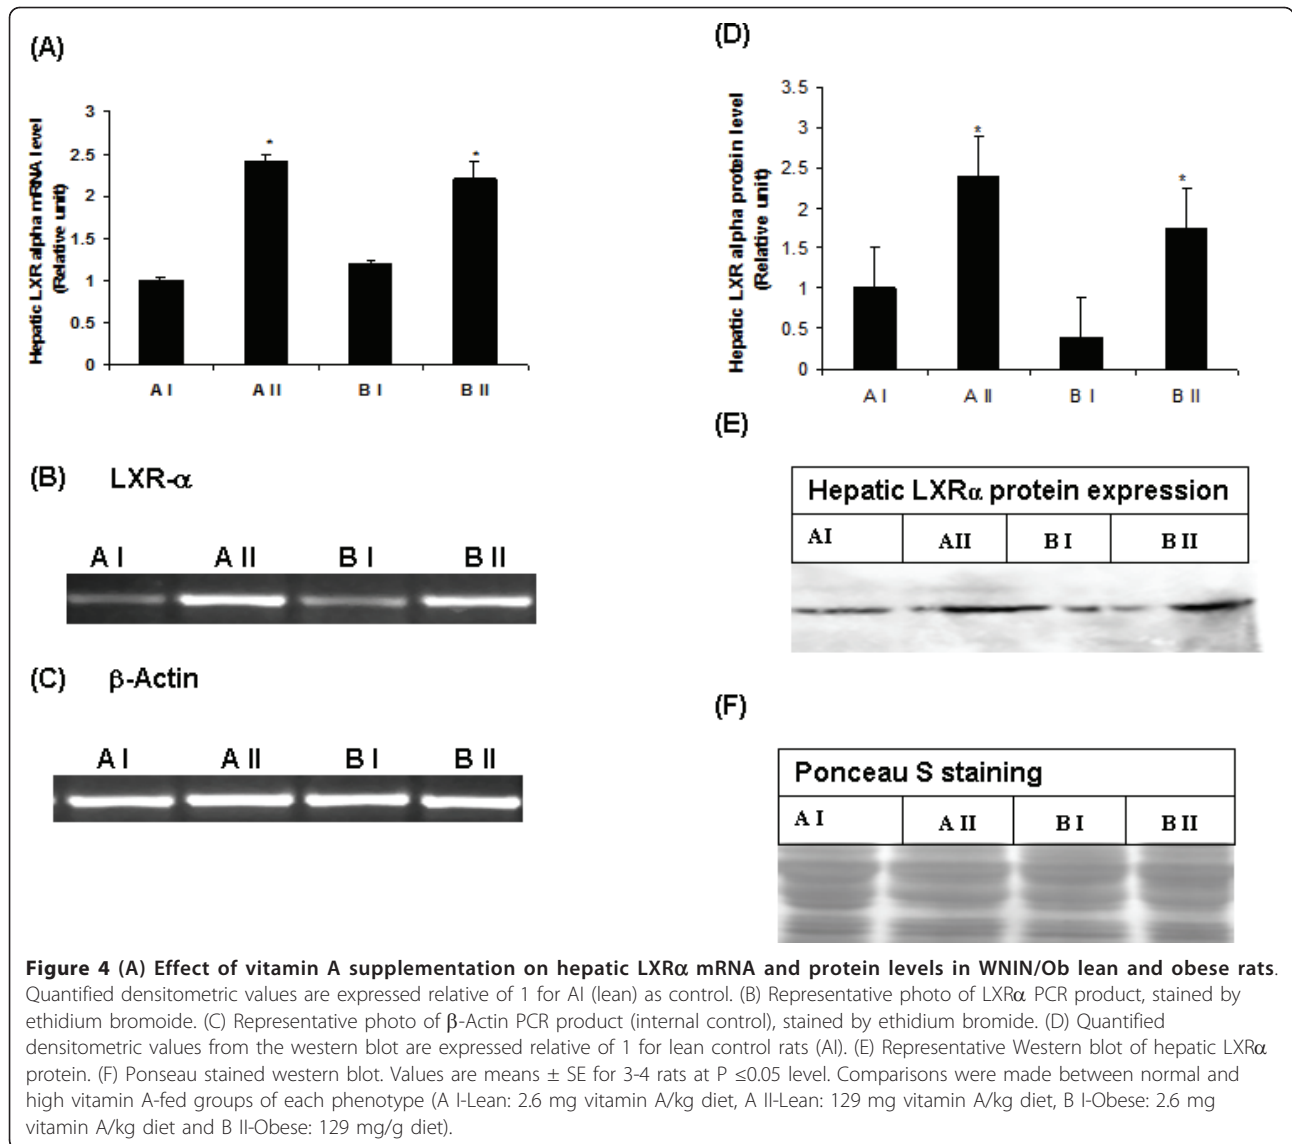 (A)
Hepatic LXR alpha mRNA level
(Relative unit)
3
2.5
2
1.5
1
0.5
0
*
*
A I
A II
B I
B II
(B) LXR-α
A I A II B I B II
(C) β-Actin
A I A II B I B II
(D)
Hepatic LXR alpha protein level
(Relative unit)
3.5
3
2.5
2
1.5
1
0.5
0
*
*
A I
A II
B I
B II
(E)
Hepatic LXRα protein expression
AI AII B I B II
(F)
Ponceau S staining
A I A II B I B II
Figure 4 (A) Effect of vitamin A supplementation on hepatic LXRα mRNA and protein levels in WNIN/Ob lean and obese rats.
Quantified densitometric values are expressed relative of 1 for AI (lean) as control. (B) Representative photo of LXRα PCR product, stained by
ethidium bromoide. (C) Representative photo of β-Actin PCR product (internal control), stained by ethidium bromide. (D) Quantified
densitometric values from the western blot are expressed relative of 1 for lean control rats (AI). (E) Representative Western blot of hepatic LXRα
protein. (F) Ponseau stained western blot. Values are means ± SE for 3-4 rats at P ≤0.05 level. Comparisons were made between normal and
high vitamin A-fed groups of each phenotype (A I-Lean: 2.6 mg vitamin A/kg diet, A II-Lean: 129 mg vitamin A/kg diet, B I-Obese: 2.6 mg
vitamin A/kg diet and B II-Obese: 129 mg/g diet).